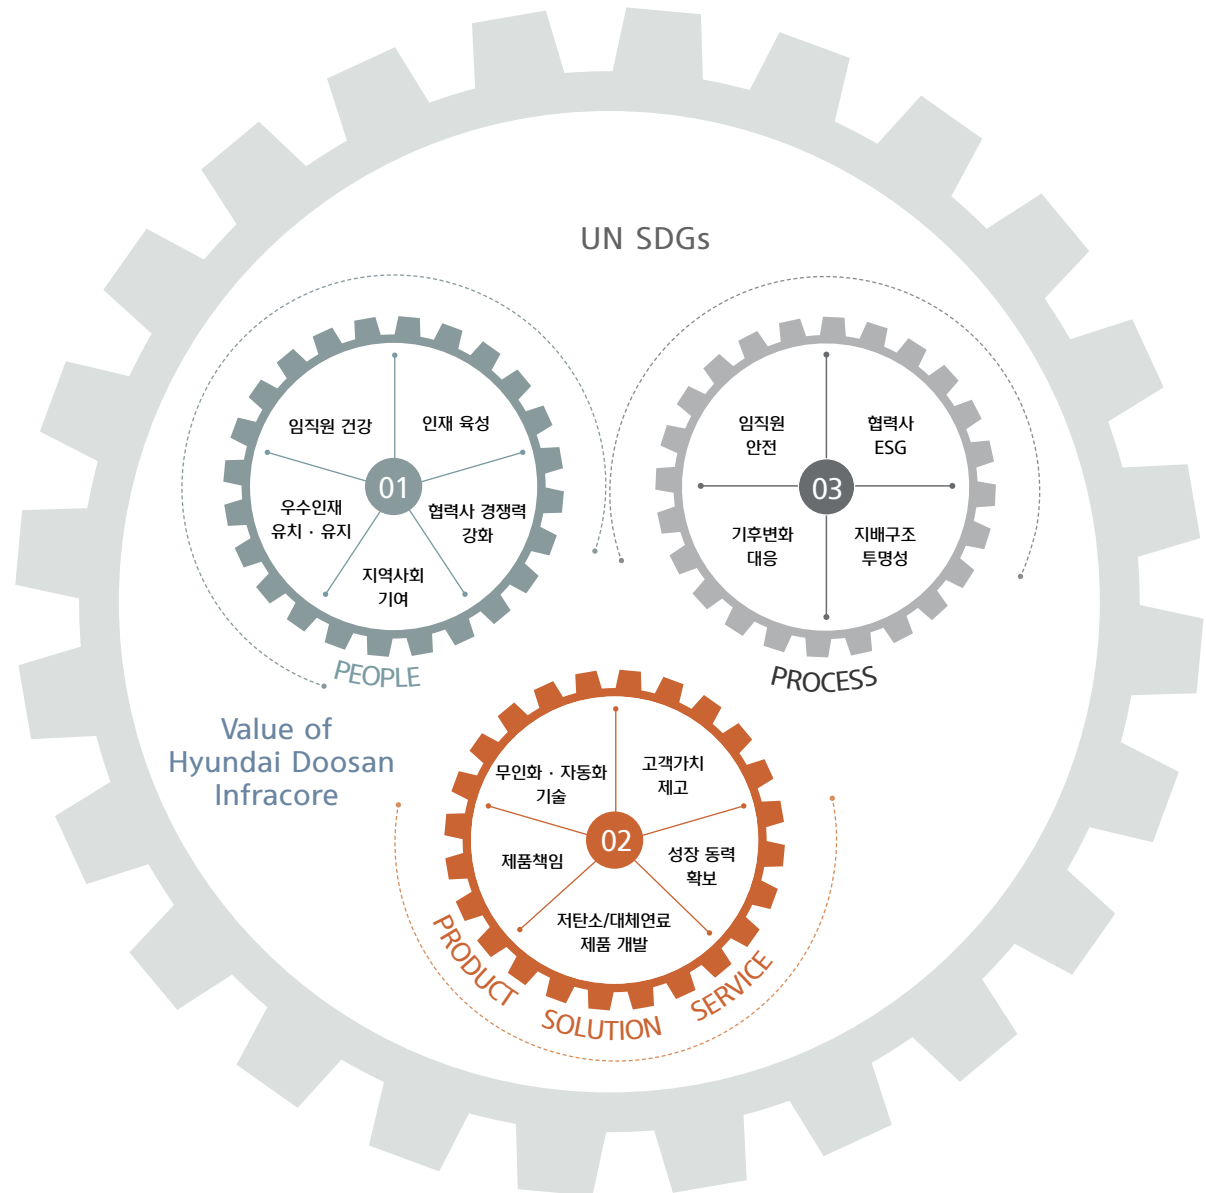 UN SDGs
임직원 건강
인재 육성
01
우수인재
유치 · 유지
협력사 경쟁력
강화
지역사회
기여
PEOPLE
임직원
안전
협력사
ESG
03
기후변화
대응
지배구조
투명성
PROCESS
Value of
Hyundai Doosan
Infracore
무인화 · 자동화
기술
고객가치
제고
02
제품책임
성장 동력
확보
저탄소/대체연료
제품 개발
PRODUCT
SOLUTION
SERVICE